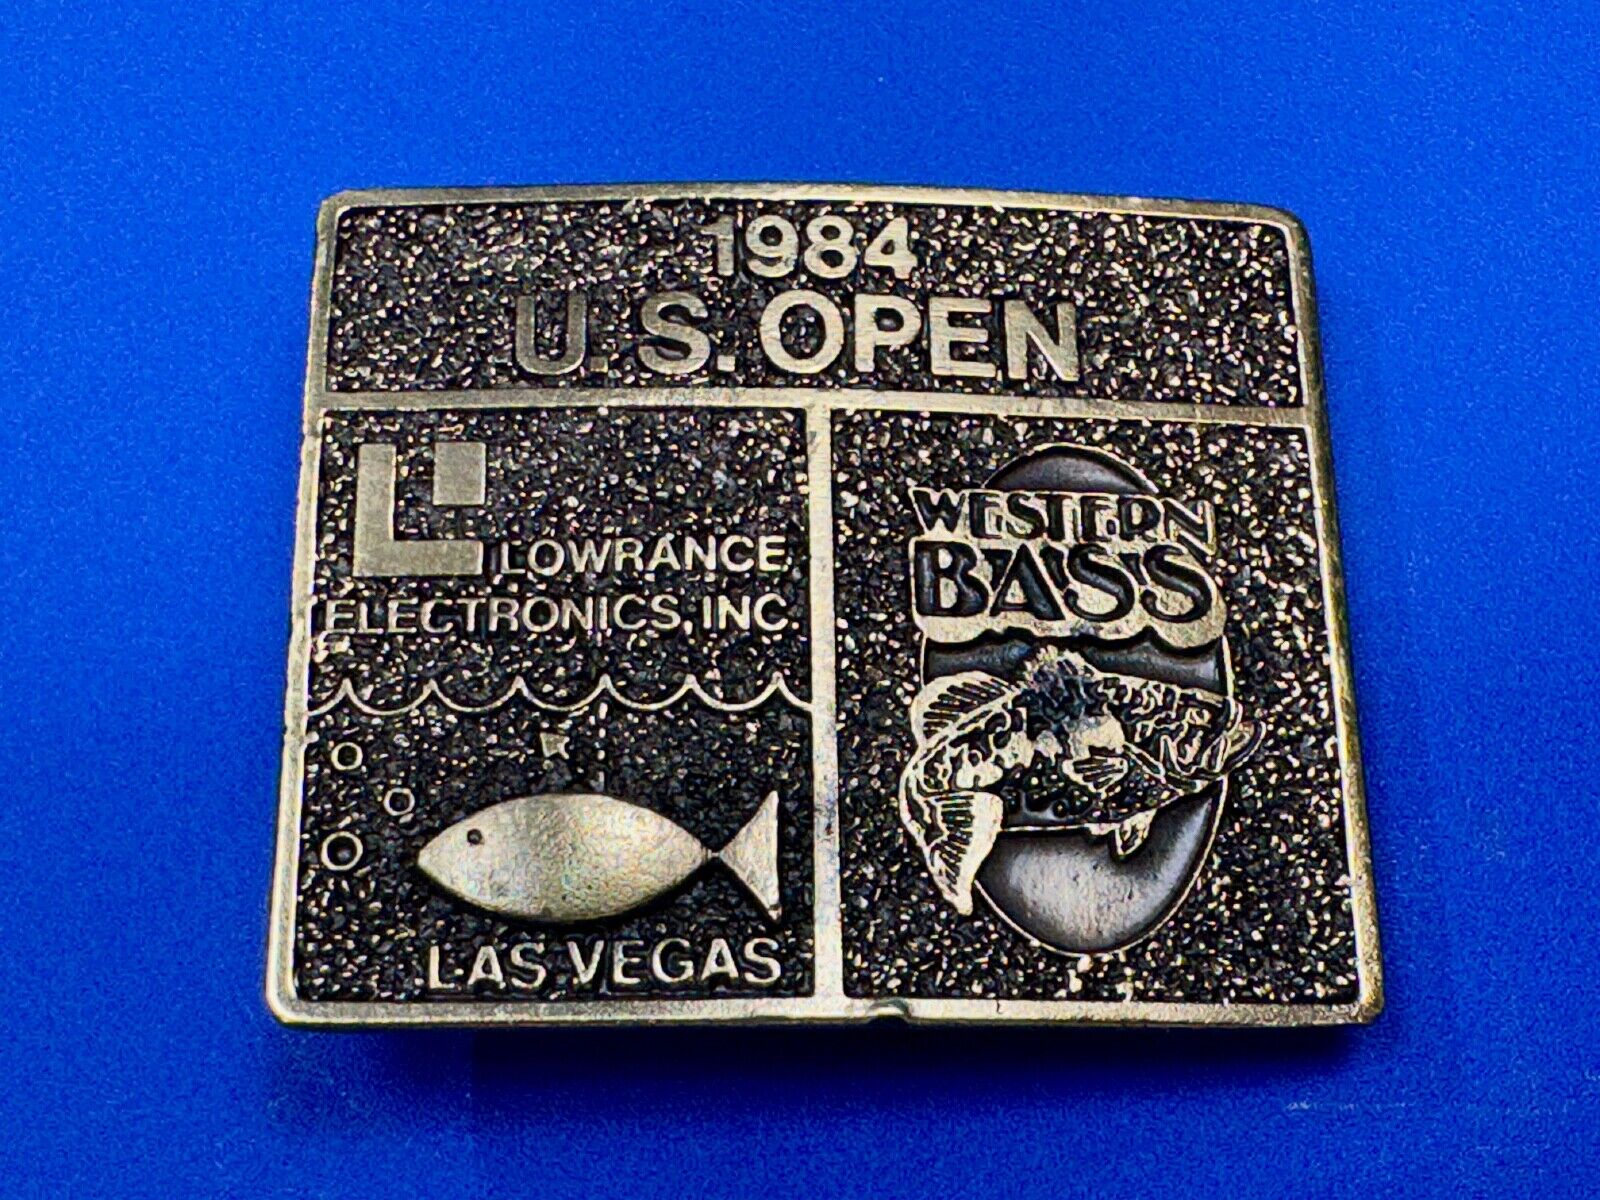 1984
U.S. OPEN
LOWRANCE
ELECTRONICS, INC.
LAS VEGAS
WESTERN
BASS